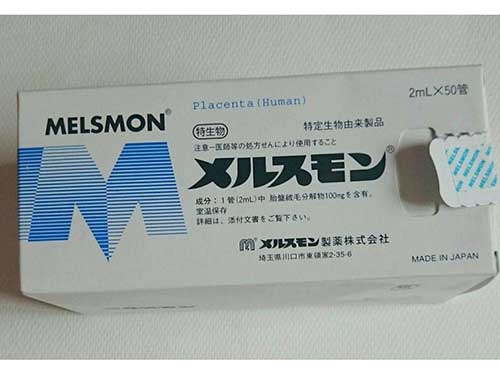 MELSMON®
Placenta (Human)
2mL×50管
特生物
特定生物由来製品
注意ー医師等の処方せんにより使用すること
メルスモン®
成分：1管(2mL)中 胎盤絨毛分解物100mgを含有。
室温保存
詳細は、添付文書をご覧下さい。
メルスモン製薬株式会社
埼玉県川口市東領家2-35-6
MADE IN JAPAN
MELSMON
MELSMON
MELSMON